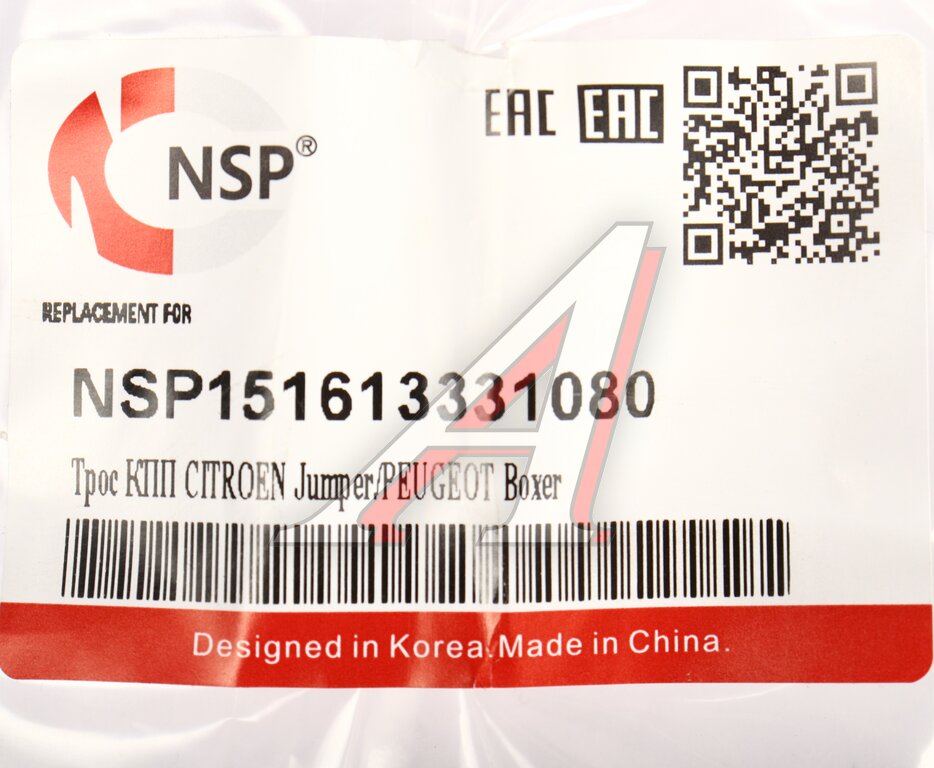 NSP®
EAC EAC
REPLACEMENT FOR
NSP151613331080
Трос КПП CITROEN Jumper/PEUGEOT Boxer
Designed in Korea.Made in China.